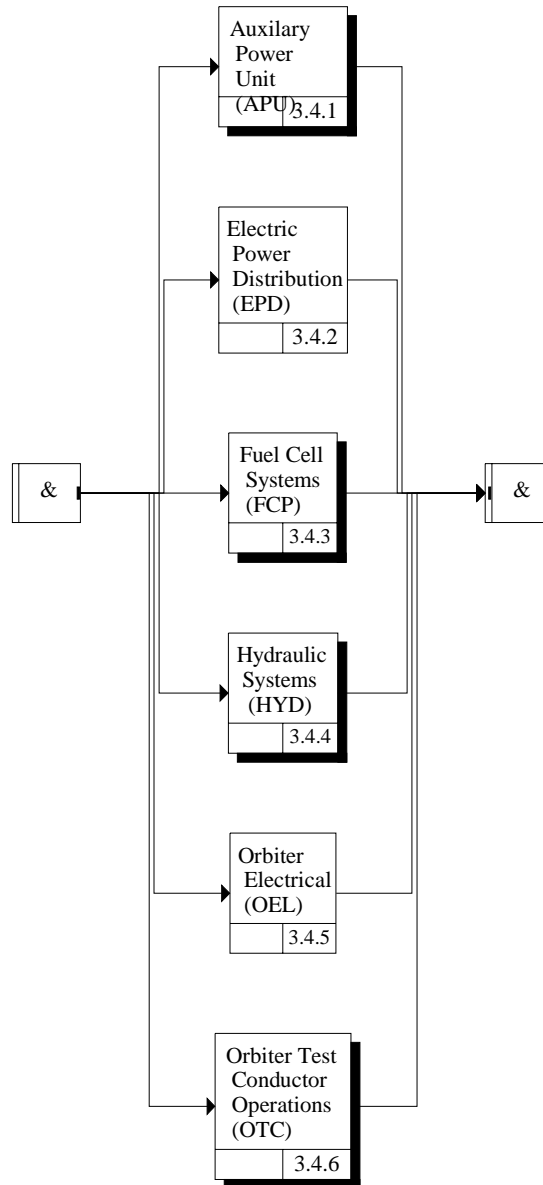 Auxilary
Power
Unit
(APU)
3.4.1
Electric
Power
Distribution
(EPD)
3.4.2
&
Fuel Cell
Systems
(FCP)
3.4.3
&
Hydraulic
Systems
(HYD)
3.4.4
Orbiter
Electrical
(OEL)
3.4.5
Orbiter Test
Conductor
Operations
(OTC)
3.4.6